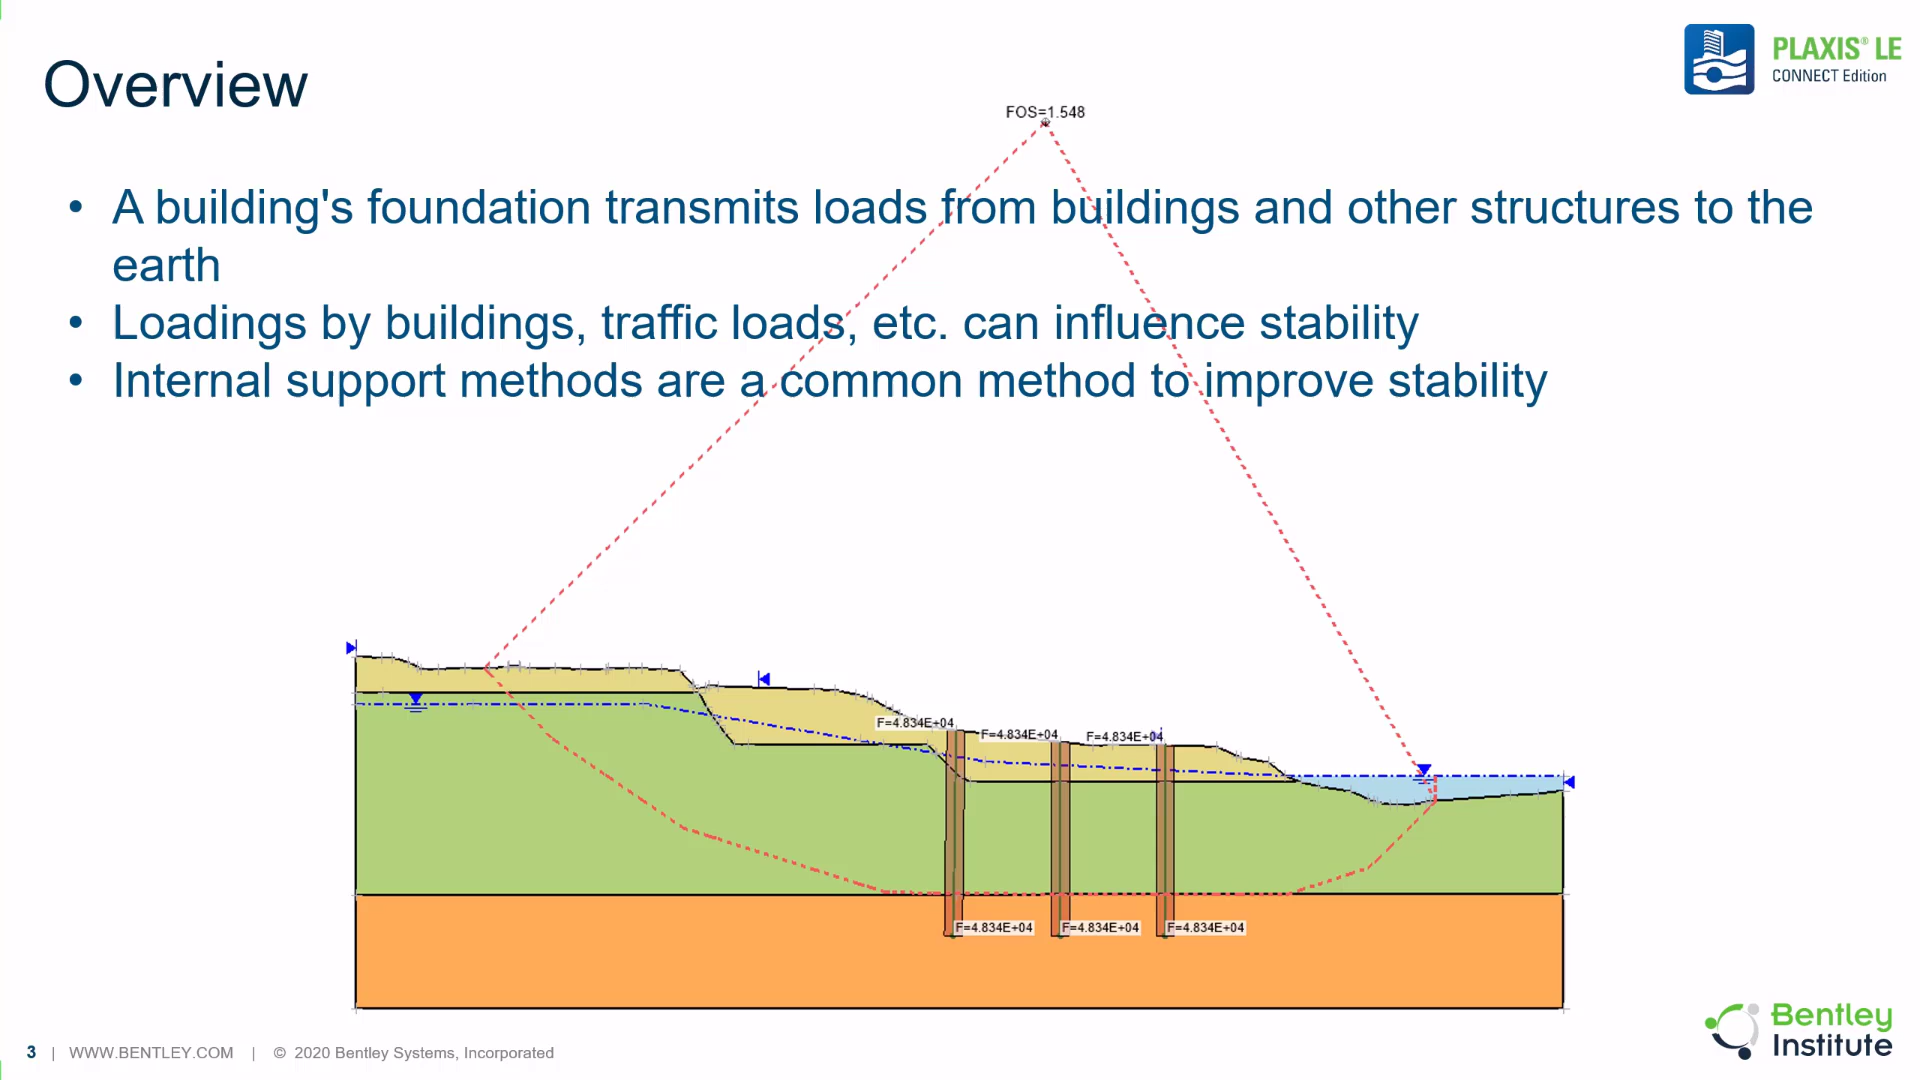 Overview
PLAXIS® LE
CONNECT Edition
FOS=1.548
• A building's foundation transmits loads from buildings and other structures to the
earth
• Loadings by buildings, traffic loads, etc. can influence stability
• Internal support methods are a common method to improve stability
F=4.834E+04
F=4.834E+04
F=4.834E+04
F=4.834E+04
F=4.834E+04
F=4.834E+04
3 | WWW.BENTLEY.COM | © 2020 Bentley Systems, Incorporated
Bentley
Institute